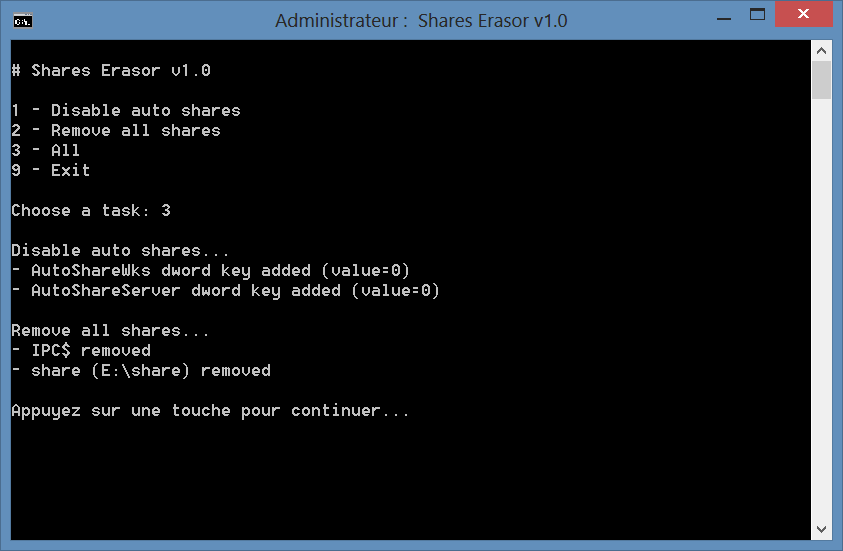 Administrateur : Shares Erasor v1.0
# Shares Erasor v1.0
1 - Disable auto shares
2 - Remove all shares
3 - All
9 - Exit
Choose a task: 3
Disable auto shares...
- AutoShareWks dword key added (value=0)
- AutoShareServer dword key added (value=0)
Remove all shares...
- IPC$ removed
- share (E:\share) removed
Appuyez sur une touche pour continuer...